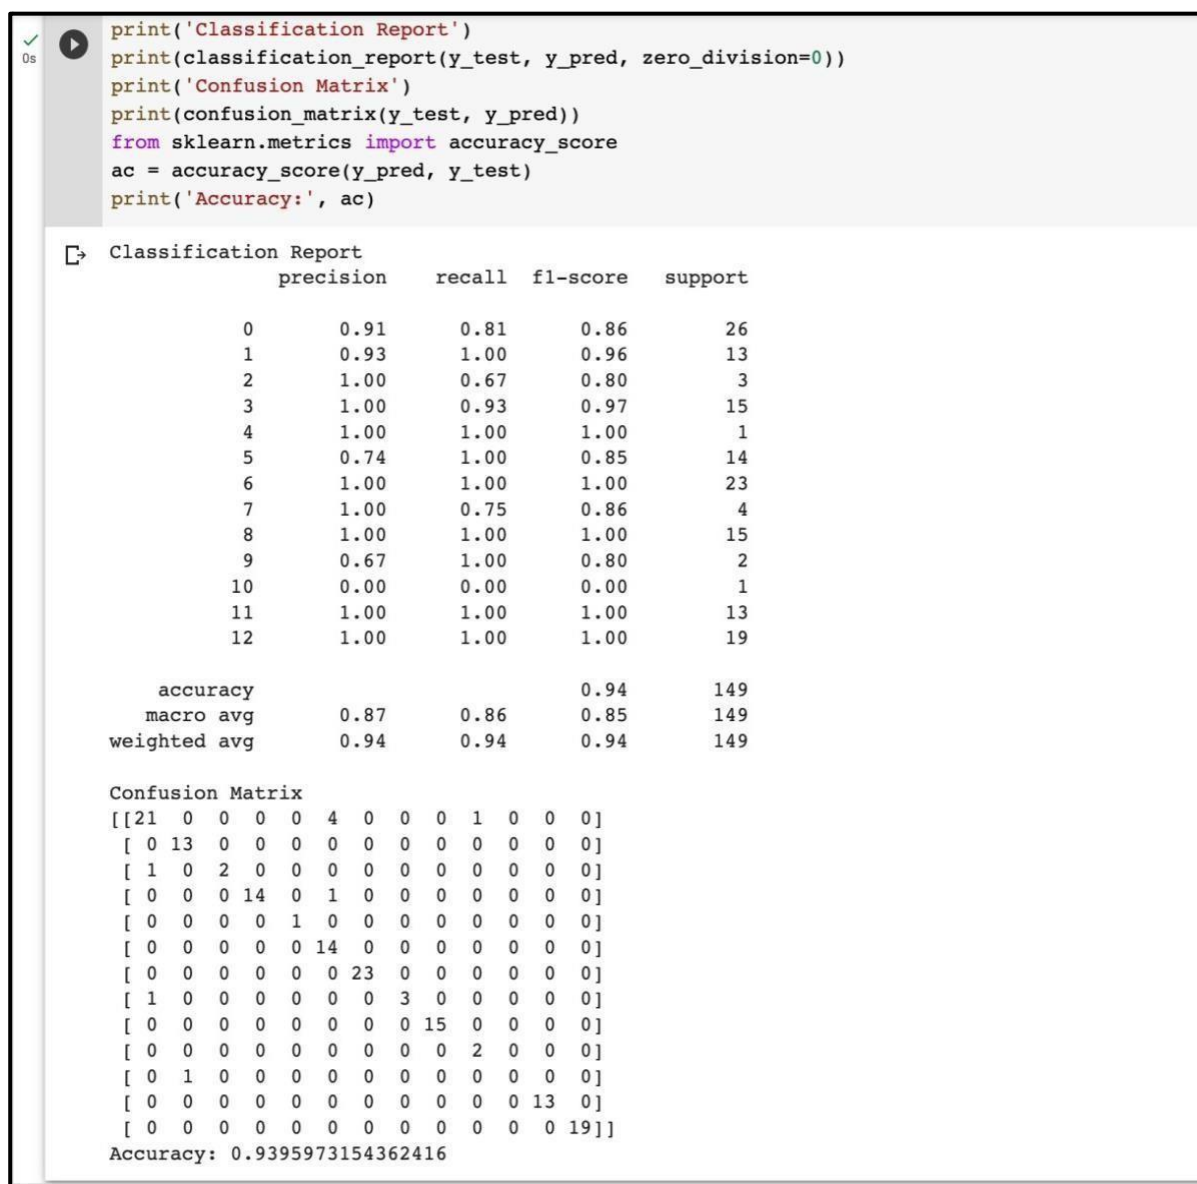 print('Classification Report')
print(classification_report(y_test, y_pred, zero_division=0))
print('Confusion Matrix')
print(confusion_matrix(y_test, y_pred))
from sklearn.metrics import accuracy_score
ac = accuracy_score(y_pred, y_test)
print('Accuracy:', ac)
0s
Classification Report
precision recall f1-score support
0 0.91 0.81 0.86 26
1 0.93 1.00 0.96 13
2 1.00 0.67 0.80 3
3 1.00 0.93 0.97 15
4 1.00 1.00 1.00 1
5 0.74 1.00 0.85 14
6 1.00 1.00 1.00 23
7 1.00 0.75 0.86 4
8 1.00 1.00 1.00 15
9 0.67 1.00 0.80 2
10 0.00 0.00 0.00 1
11 1.00 1.00 1.00 13
12 1.00 1.00 1.00 19
accuracy 0.94 149
macro avg 0.87 0.86 0.85 149
weighted avg 0.94 0.94 0.94 149
Confusion Matrix
[[21 0 0 0 0 4 0 0 0 1 0 0 0]
[ 0 13 0 0 0 0 0 0 0 0 0 0 0]
[ 1 0 2 0 0 0 0 0 0 0 0 0 0]
[ 0 0 0 14 0 1 0 0 0 0 0 0 0]
[ 0 0 0 0 1 0 0 0 0 0 0 0 0]
[ 0 0 0 0 0 14 0 0 0 0 0 0 0]
[ 0 0 0 0 0 0 23 0 0 0 0 0 0]
[ 1 0 0 0 0 0 0 3 0 0 0 0 0]
[ 0 0 0 0 0 0 0 0 15 0 0 0 0]
[ 0 0 0 0 0 0 0 0 0 2 0 0 0]
[ 0 1 0 0 0 0 0 0 0 0 0 0 0]
[ 0 0 0 0 0 0 0 0 0 0 0 13 0]
[ 0 0 0 0 0 0 0 0 0 0 0 0 19]]
Accuracy: 0.9395973154362416